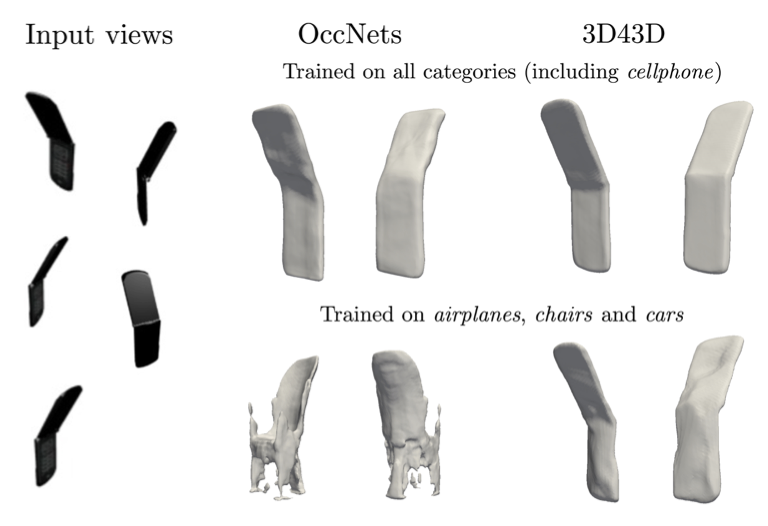 Input views
OccNets
3D43D
Trained on all categories (including cellphone)
Trained on airplanes, chairs and cars